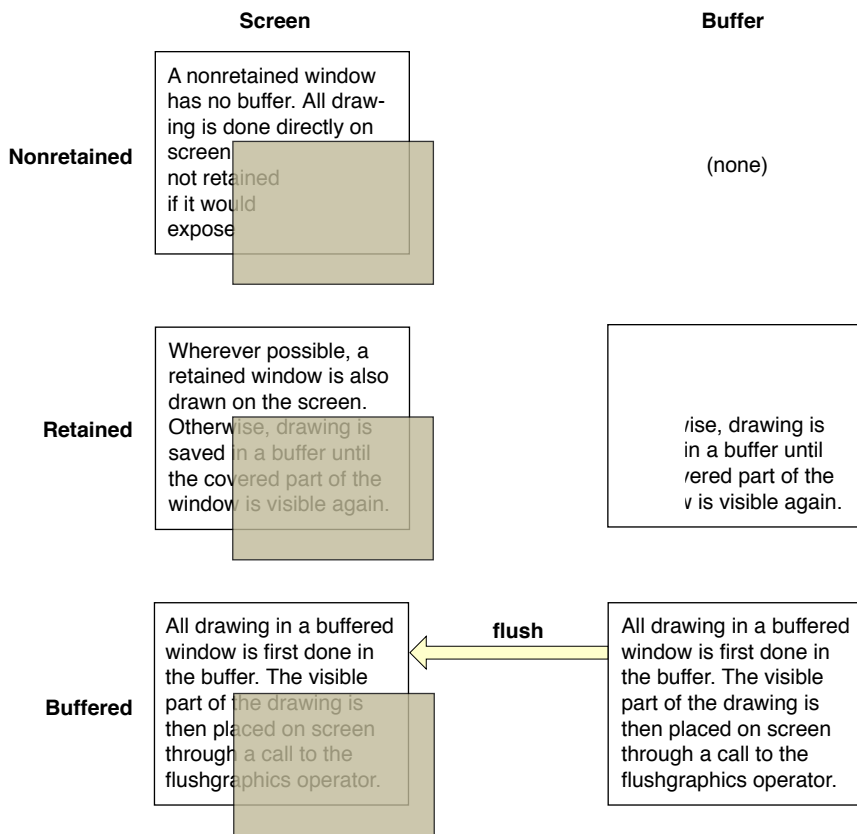 Screen
Buffer
Nonretained
A nonretained window
has no buffer. All draw-
ing is done directly on
screen
not retained
if it would
expose
(none)
Retained
Wherever possible, a
retained window is also
drawn on the screen.
Otherwise, drawing is
saved in a buffer until
the covered part of the
window is visible again.
wise, drawing is
in a buffer until
vered part of the
w is visible again.
Buffered
All drawing in a buffered
window is first done in
the buffer. The visible
part of the drawing is
then placed on screen
through a call to the
flushgraphics operator.
flush
All drawing in a buffered
window is first done in
the buffer. The visible
part of the drawing is
then placed on screen
through a call to the
flushgraphics operator.